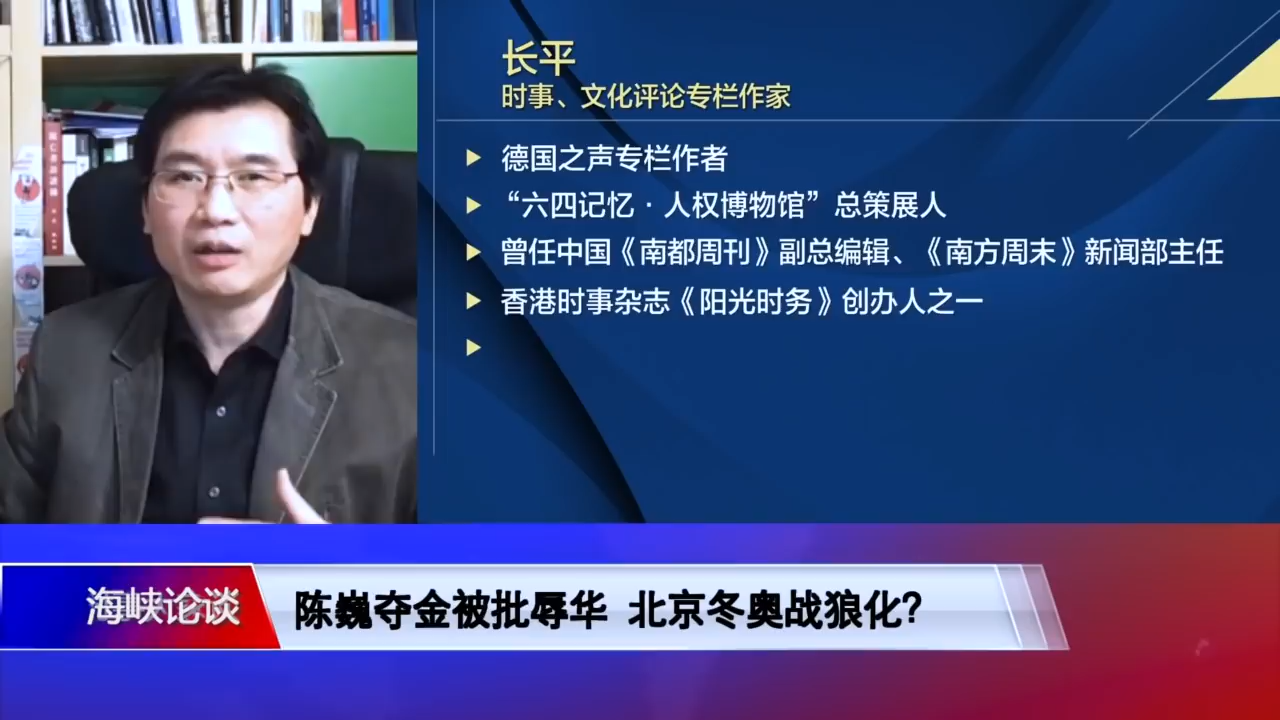 长平
时事、文化评论专栏作家
德国之声专栏作者
“六四记忆·人权博物馆”总策展人
曾任中国《南都周刊》副总编辑、《南方周末》新闻部主任
香港时事杂志《阳光时务》创办人之一
海峡论谈
陈巍夺金被批辱华 北京冬奥战狼化?